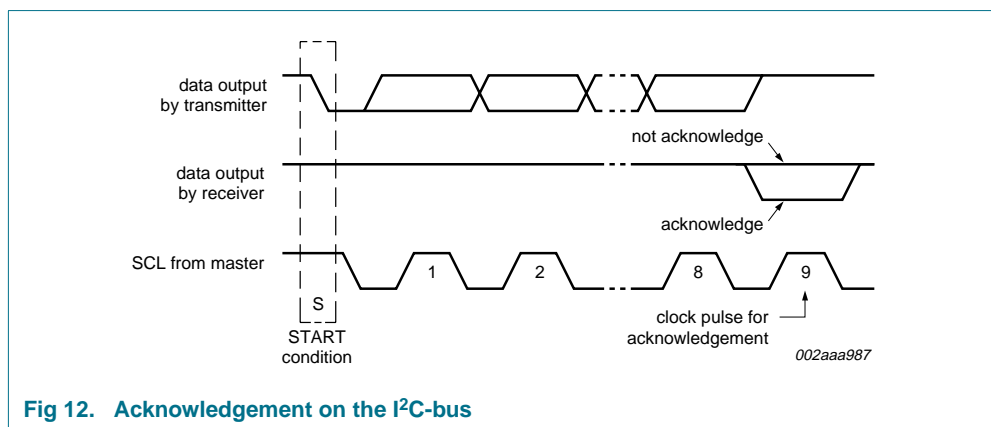 data output
by transmitter
not acknowledge
data output
by receiver
acknowledge
SCL from master
1
2
8
9
S
START
condition
clock pulse for
acknowledgement
002aaa987
Fig 12. Acknowledgement on the I²C-bus